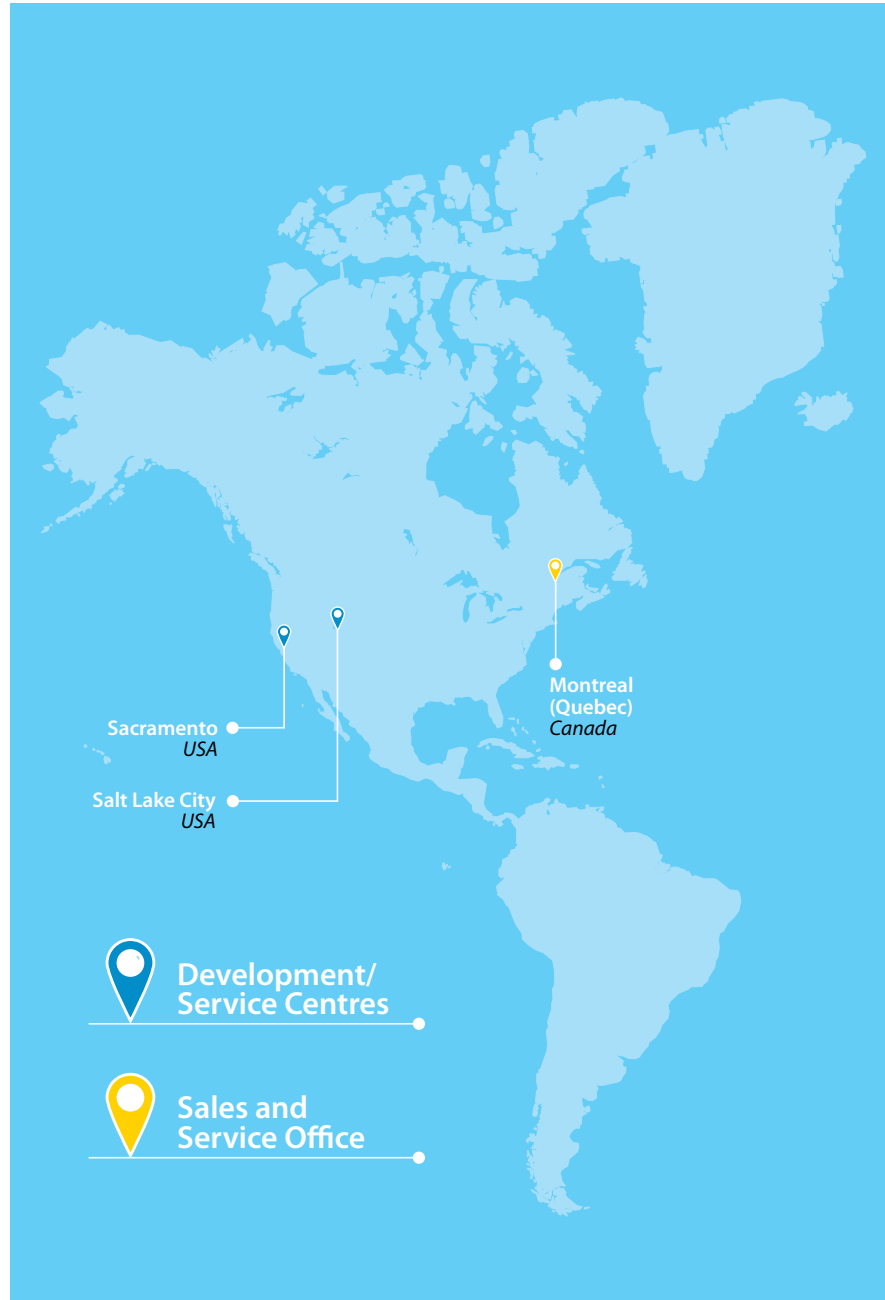 Montreal
(Quebec)
Canada
Sacramento
USA
Salt Lake City
USA
Development/
Service Centres
Sales and
Service Office